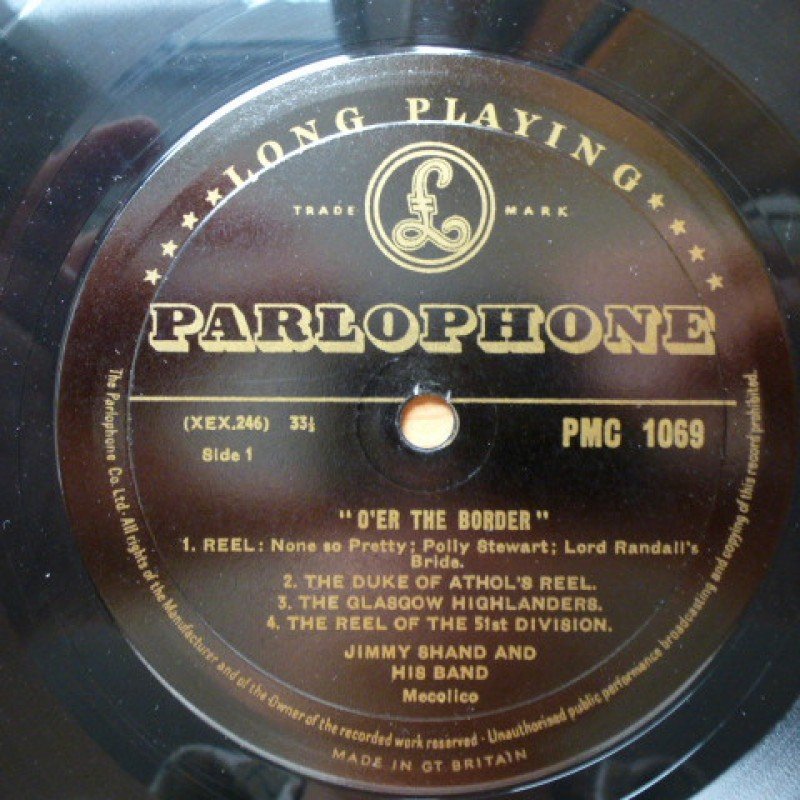 LONG PLAYING
TRADE £ MARK
PARLOPHONE
(XEX.246) 33⅓
PMC 1069
Side 1
"O'ER THE BORDER"
1. REEL: None so Pretty; Polly Stewart; Lord Randall's
Bride.
2. THE DUKE OF ATHOL'S REEL.
3. THE GLASGOW HIGHLANDERS.
4. THE REEL OF THE 51st DIVISION.
JIMMY SHAND AND
HIS BAND
Mecolico
The Parlophone Co. Ltd. All rights of the Manufacturer and of the Owner of the recorded work reserved · Unauthorised public performance broadcasting and copying of this record prohibited.
MADE IN GT. BRITAIN